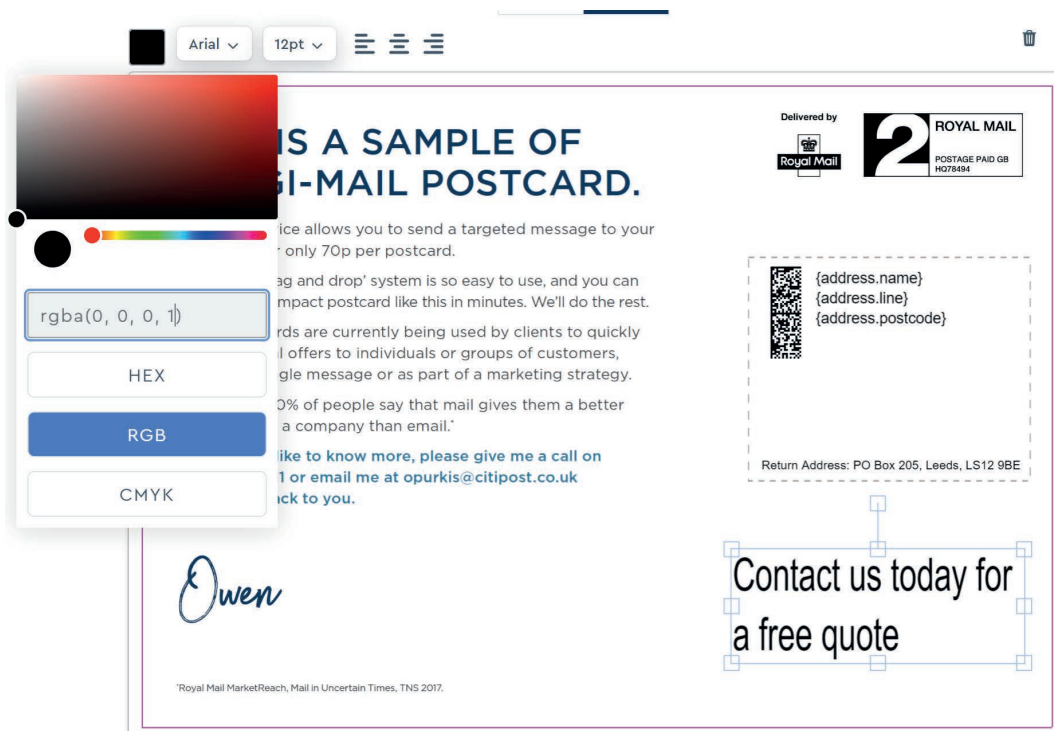 Arial
12pt
rgba(0, 0, 0, 1)
HEX
RGB
CMYK
IS A SAMPLE OF
GI-MAIL POSTCARD.
ice allows you to send a targeted message to your
only 70p per postcard.
ag and drop’ system is so easy to use, and you can
mpact postcard like this in minutes. We’ll do the rest.
rds are currently being used by clients to quickly
l offers to individuals or groups of customers,
gle message or as part of a marketing strategy.
0% of people say that mail gives them a better
a company than email.*
like to know more, please give me a call on
1 or email me at opurkis@citipost.co.uk
ack to you.
Owen
*Royal Mail MarketReach, Mail in Uncertain Times, TNS 2017.
Delivered by
Royal Mail
2
ROYAL MAIL
POSTAGE PAID GB
HQ78494
{address.name}
{address.line}
{address.postcode}
Return Address: PO Box 205, Leeds, LS12 9BE
Contact us today for
a free quote